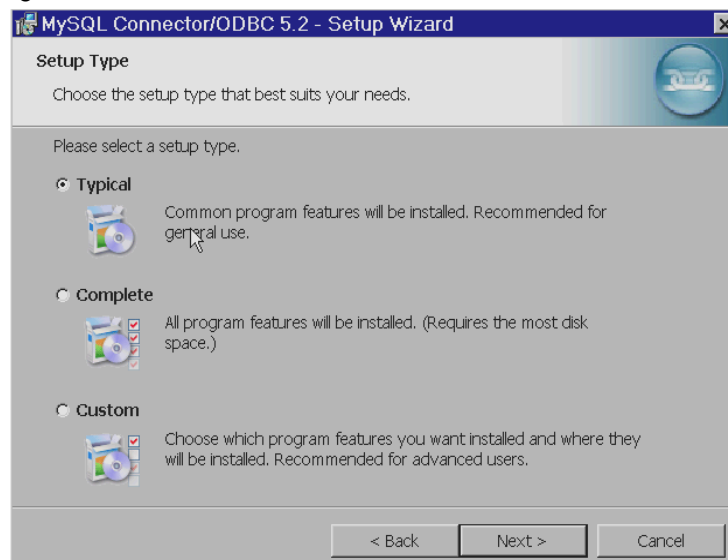 MySQL Connector/ODBC 5.2 - Setup Wizard
Setup Type
Choose the setup type that best suits your needs.
Please select a setup type.
Typical
Common program features will be installed. Recommended for
general use.
Complete
All program features will be installed. (Requires the most disk
space.)
Custom
Choose which program features you want installed and where they
will be installed. Recommended for advanced users.
< Back
Next >
Cancel